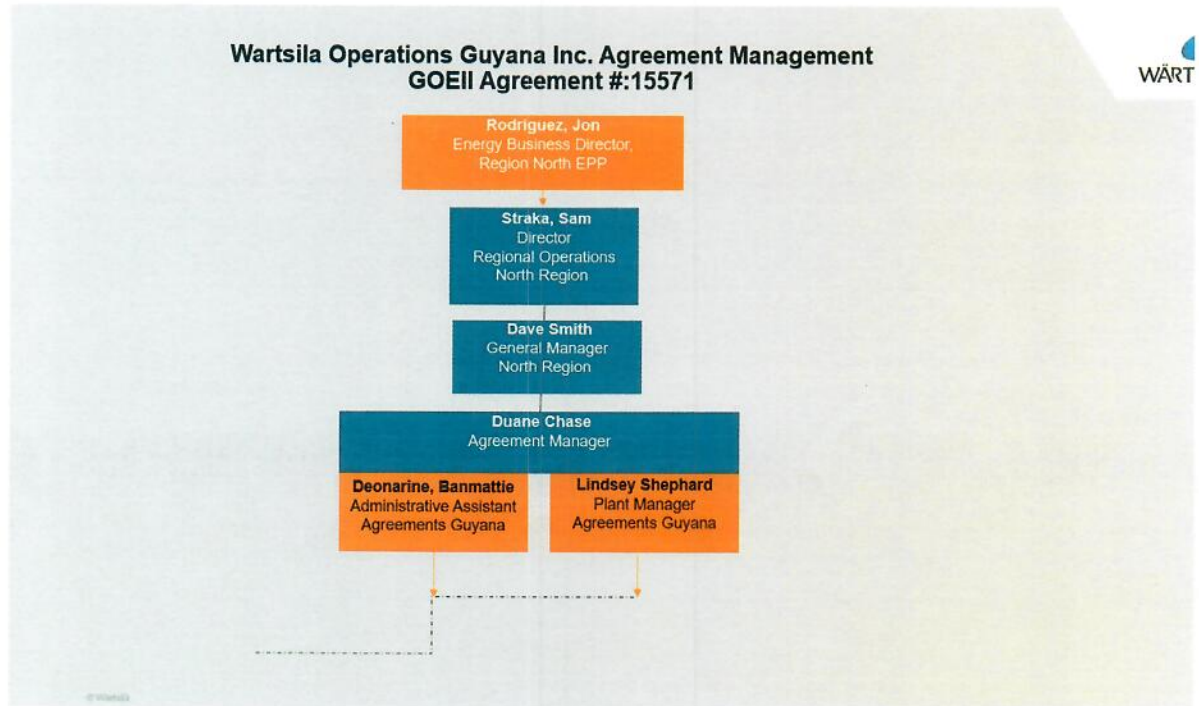 Wartsila Operations Guyana Inc. Agreement Management
GOEII Agreement #:15571
WÄRT
Rodriguez, Jon
Energy Business Director,
Region North EPP
Straka, Sam
Director
Regional Operations
North Region
Dave Smith
General Manager
North Region
Duane Chase
Agreement Manager
Deonarine, Banmattie
Administrative Assistant
Agreements Guyana
Lindsey Shephard
Plant Manager
Agreements Guyana
© Wartsila